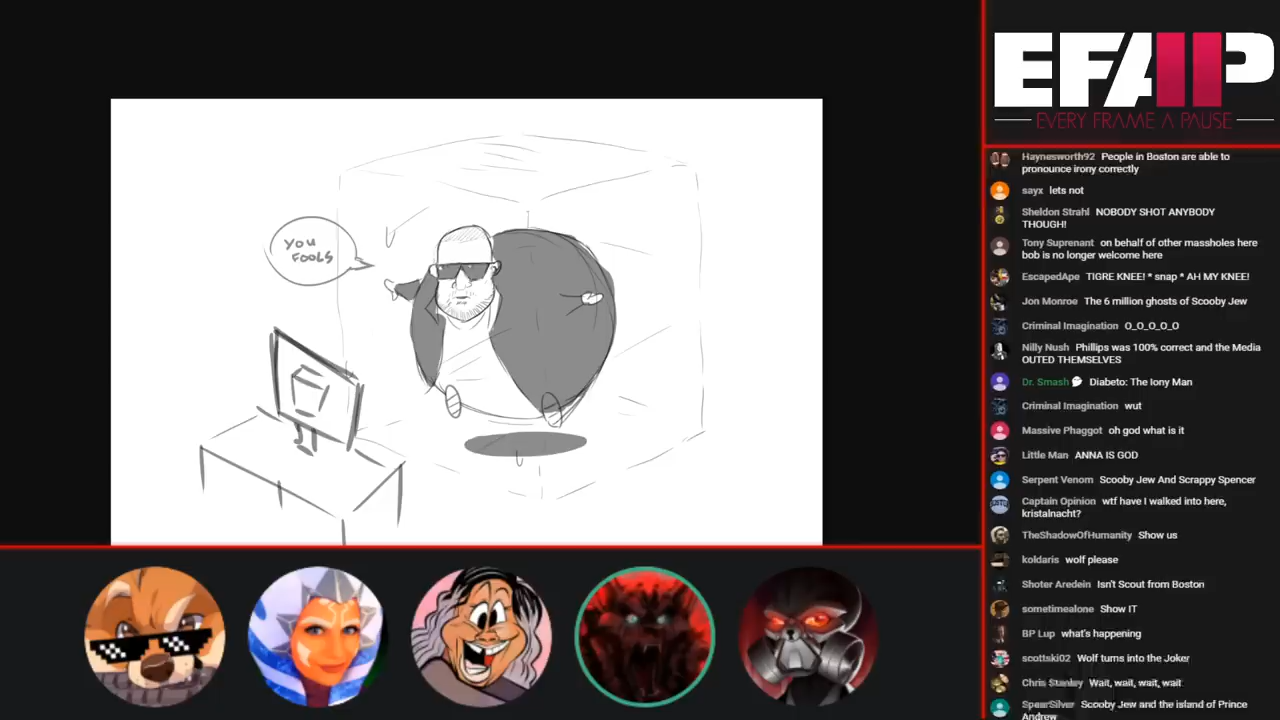 EFAP
EVERY FRAME A PAUSE
YOU
FOOLS
Haynesworth92 People in Boston are able to
pronounce irony correctly
sayx lets not
Sheldon Strahl NOBODY SHOT ANYBODY
THOUGH!
Tony Suprenant on behalf of other massholes here
bob is no longer welcome here
EscapedApe TIGRE KNEE! * snap * AH MY KNEE!
Jon Monroe The 6 million ghosts of Scooby Jew
Criminal Imagination O_O_O_O_O
Nilly Nush Phillips was 100% correct and the Media
OUTED THEMSELVES
Dr. Smash Diabeto: The Iony Man
Criminal Imagination wut
Massive Phaggot oh god what is it
Little Man ANNA IS GOD
Serpent Venom Scooby Jew And Scrappy Spencer
Captain Opinion wtf have I walked into here,
kristalnacht?
TheShadowOfHumanity Show us
koldaris wolf please
Shoter Aredein Isn't Scout from Boston
sometimealone Show IT
BP Lup what's happening
scottski02 Wolf turns into the Joker
Chris Stanley Wait, wait, wait, wait
SpearSilver Scooby Jew and the island of Prince
Andrew